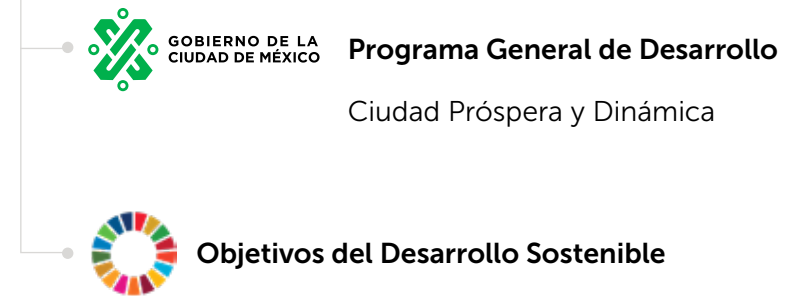 GOBIERNO DE LA
CIUDAD DE MÉXICO
Programa General de Desarrollo
Ciudad Próspera y Dinámica
Objetivos del Desarrollo Sostenible